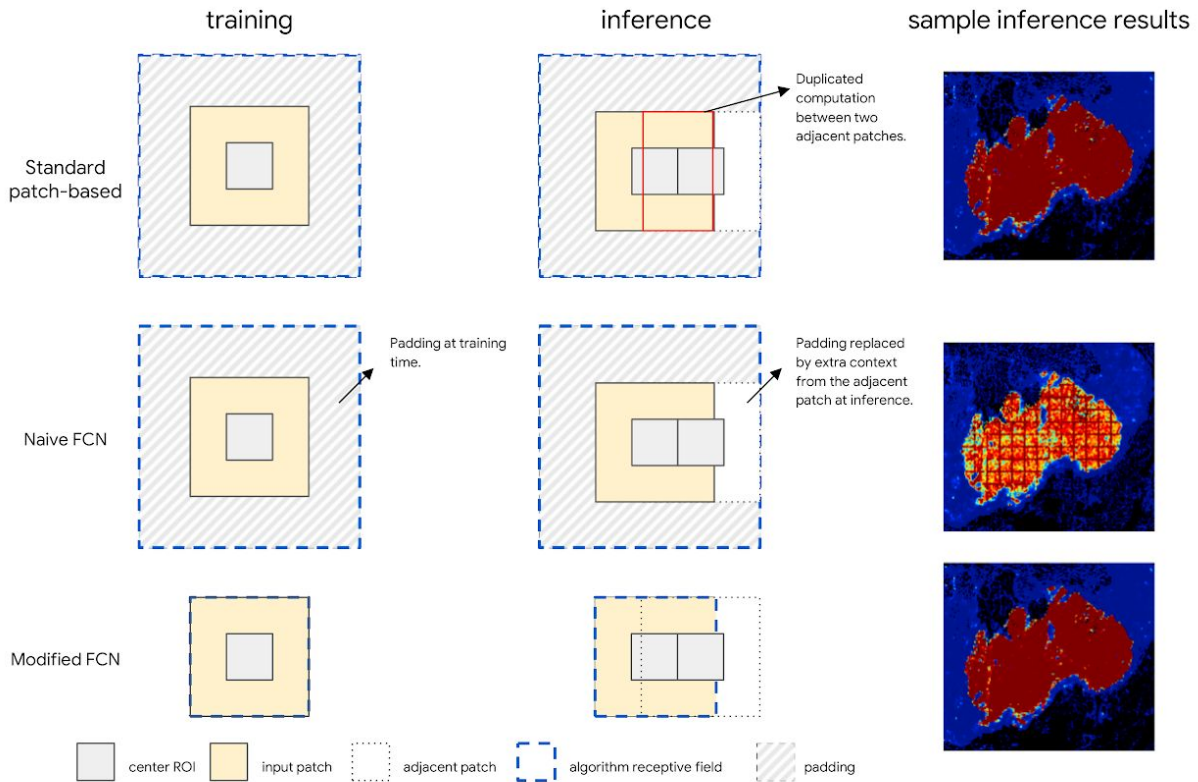 training
inference
sample inference results
Standard
patch-based
Duplicated
computation
between two
adjacent patches.
Naive FCN
Padding at training
time.
Padding replaced
by extra context
from the adjacent
patch at inference.
Modified FCN
center ROI
input patch
adjacent patch
algorithm receptive field
padding